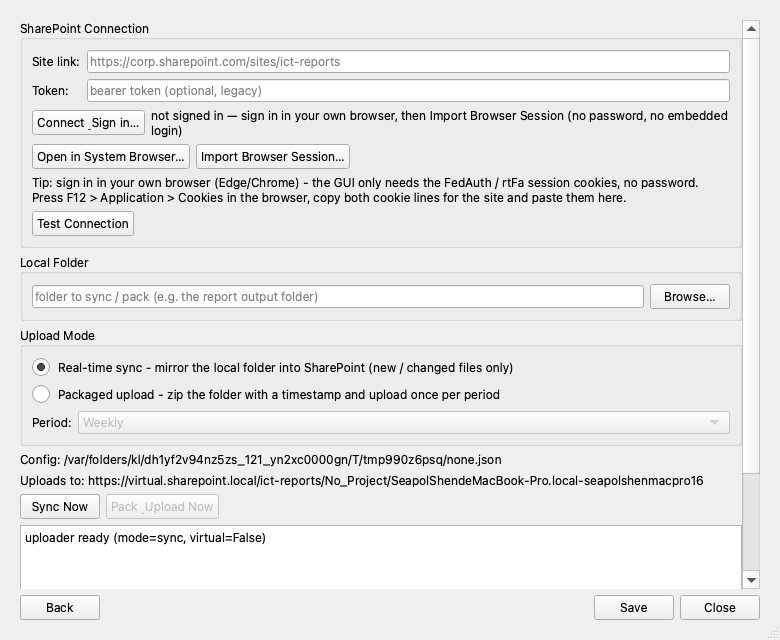 SharePoint Connection
Site link: https://corp.sharepoint.com/sites/ict-reports
Token: bearer token (optional, legacy)
Connect _Sign in... not signed in — sign in in your own browser, then Import Browser Session (no password, no embedded
login)
Open in System Browser... Import Browser Session...
Tip: sign in in your own browser (Edge/Chrome) - the GUI only needs the FedAuth / rtFa session cookies, no password.
Press F12 > Application > Cookies in the browser, copy both cookie lines for the site and paste them here.
Test Connection
Local Folder
folder to sync / pack (e.g. the report output folder) Browse...
Upload Mode
Real-time sync - mirror the local folder into SharePoint (new / changed files only)
Packaged upload - zip the folder with a timestamp and upload once per period
Period: Weekly
Config: /var/folders/kl/dh1yf2v94nz5zs_121_yn2xc0000gn/T/tmp990z6psq/none.json
Uploads to: https://virtual.sharepoint.local/ict-reports/No_Project/SeapolShendeMacBook-Pro.local-seapolshenmacpro16
Sync Now Pack _Upload Now
uploader ready (mode=sync, virtual=False)
Back Save Close